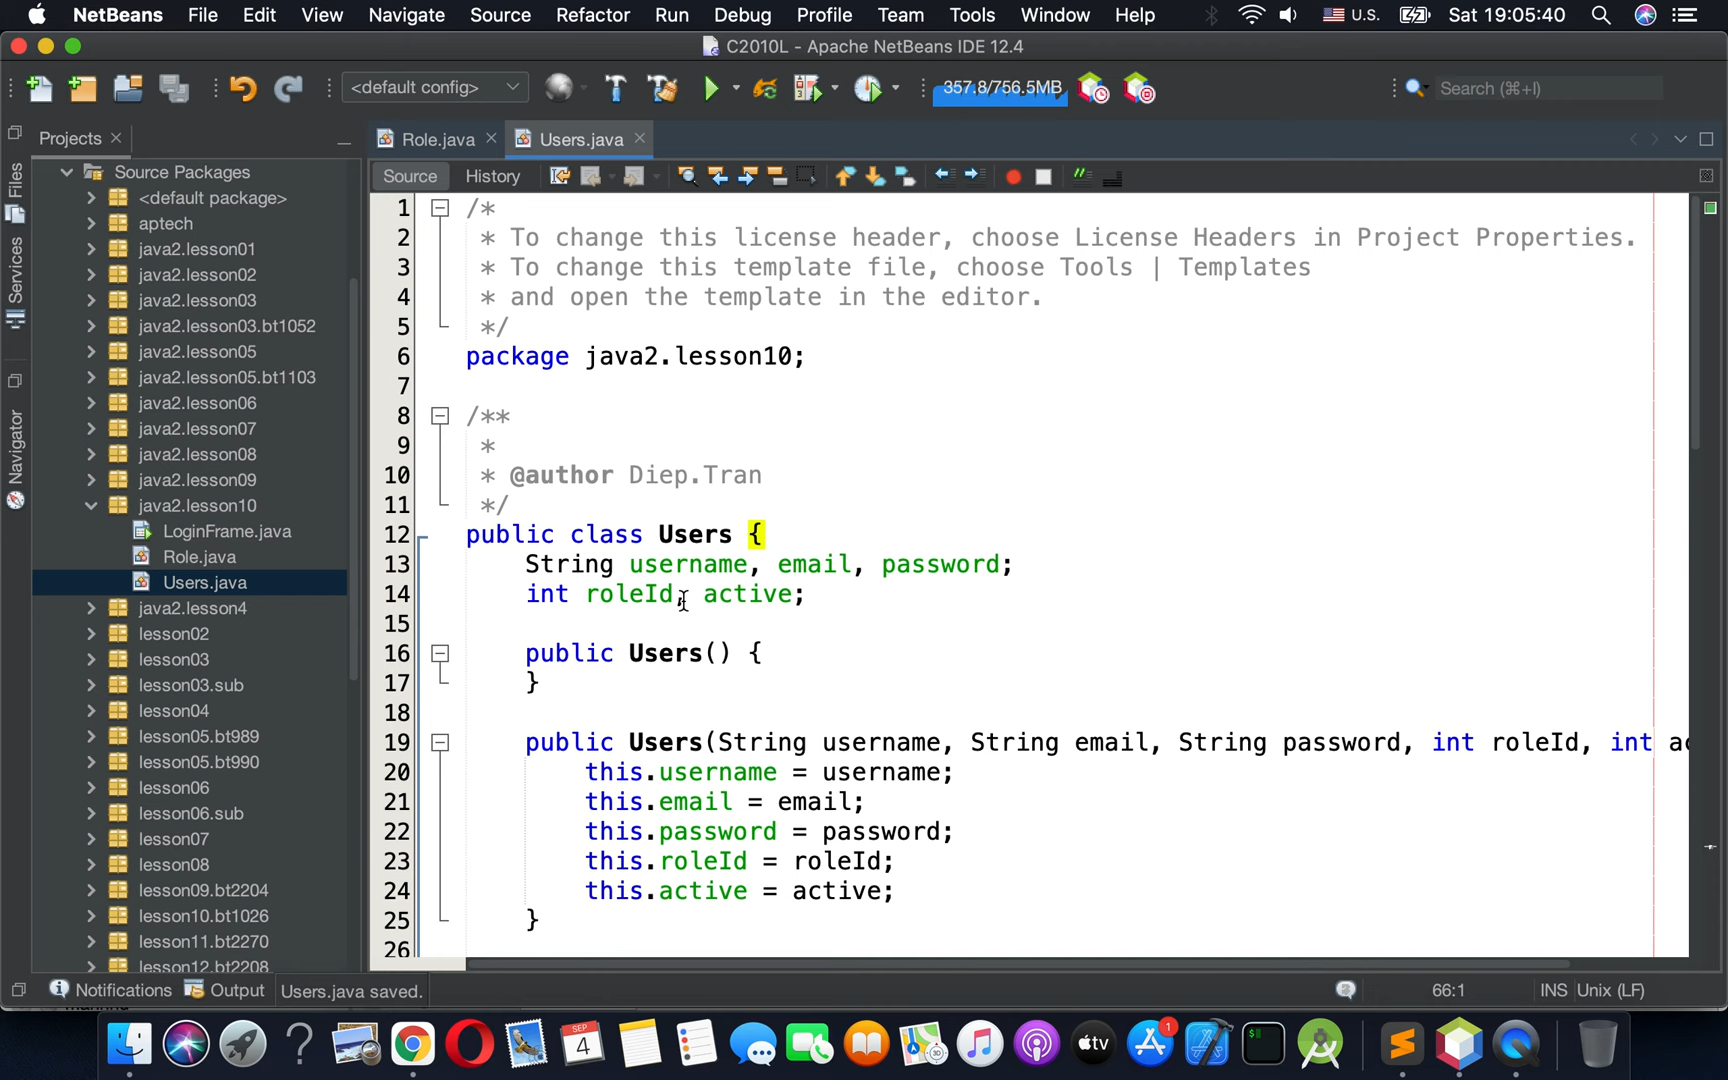 NetBeans File Edit View Navigate Source Refactor Run Debug Profile Team Tools Window Help U.S. Sat 19:05:40
C2010L - Apache NetBeans IDE 12.4
<default config> 357.8/756.5MB Search (⌘+I)
Projects Role.java Users.java
Source History
Files
Services
Navigator
Source Packages
<default package>
aptech
java2.lesson01
java2.lesson02
java2.lesson03
java2.lesson03.bt1052
java2.lesson05
java2.lesson05.bt1103
java2.lesson06
java2.lesson07
java2.lesson08
java2.lesson09
java2.lesson10
LoginFrame.java
Role.java
Users.java
java2.lesson4
lesson02
lesson03
lesson03.sub
lesson04
lesson05.bt989
lesson05.bt990
lesson06
lesson06.sub
lesson07
lesson08
lesson09.bt2204
lesson10.bt1026
lesson11.bt2270
lesson12.bt2208
1 /*
2 * To change this license header, choose License Headers in Project Properties.
3 * To change this template file, choose Tools | Templates
4 * and open the template in the editor.
5 */
6 package java2.lesson10;
7
8 /**
9 *
10 * @author Diep.Tran
11 */
12 public class Users {
13 String username, email, password;
14 int roleId, active;
15
16 public Users() {
17 }
18
19 public Users(String username, String email, String password, int roleId, int ac
20 this.username = username;
21 this.email = email;
22 this.password = password;
23 this.roleId = roleId;
24 this.active = active;
25 }
26
Notifications Output Users.java saved. 66:1 INS Unix (LF)
SEP
4
tv
1